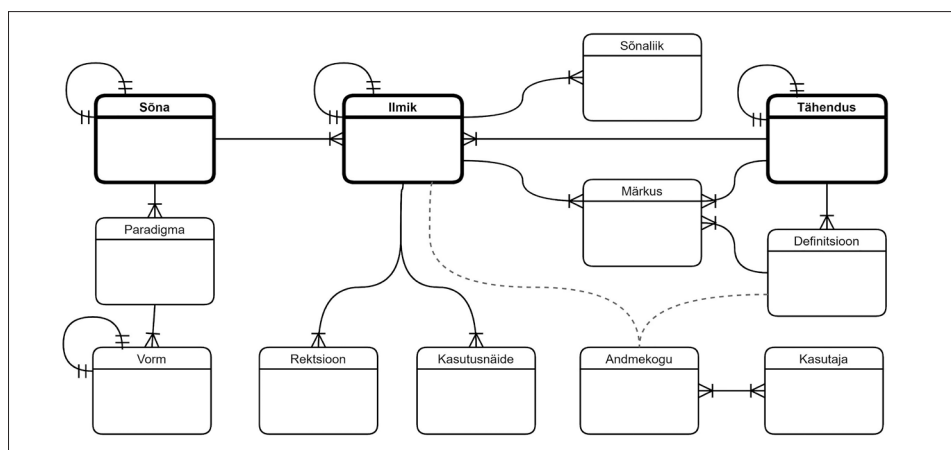 Sõnaliik
Sõna
Ilmik
Tähendus
Märkus
Paradigma
Definitsioon
Vorm
Rektsioon
Kasutusnäide
Andmekogu
Kasutaja